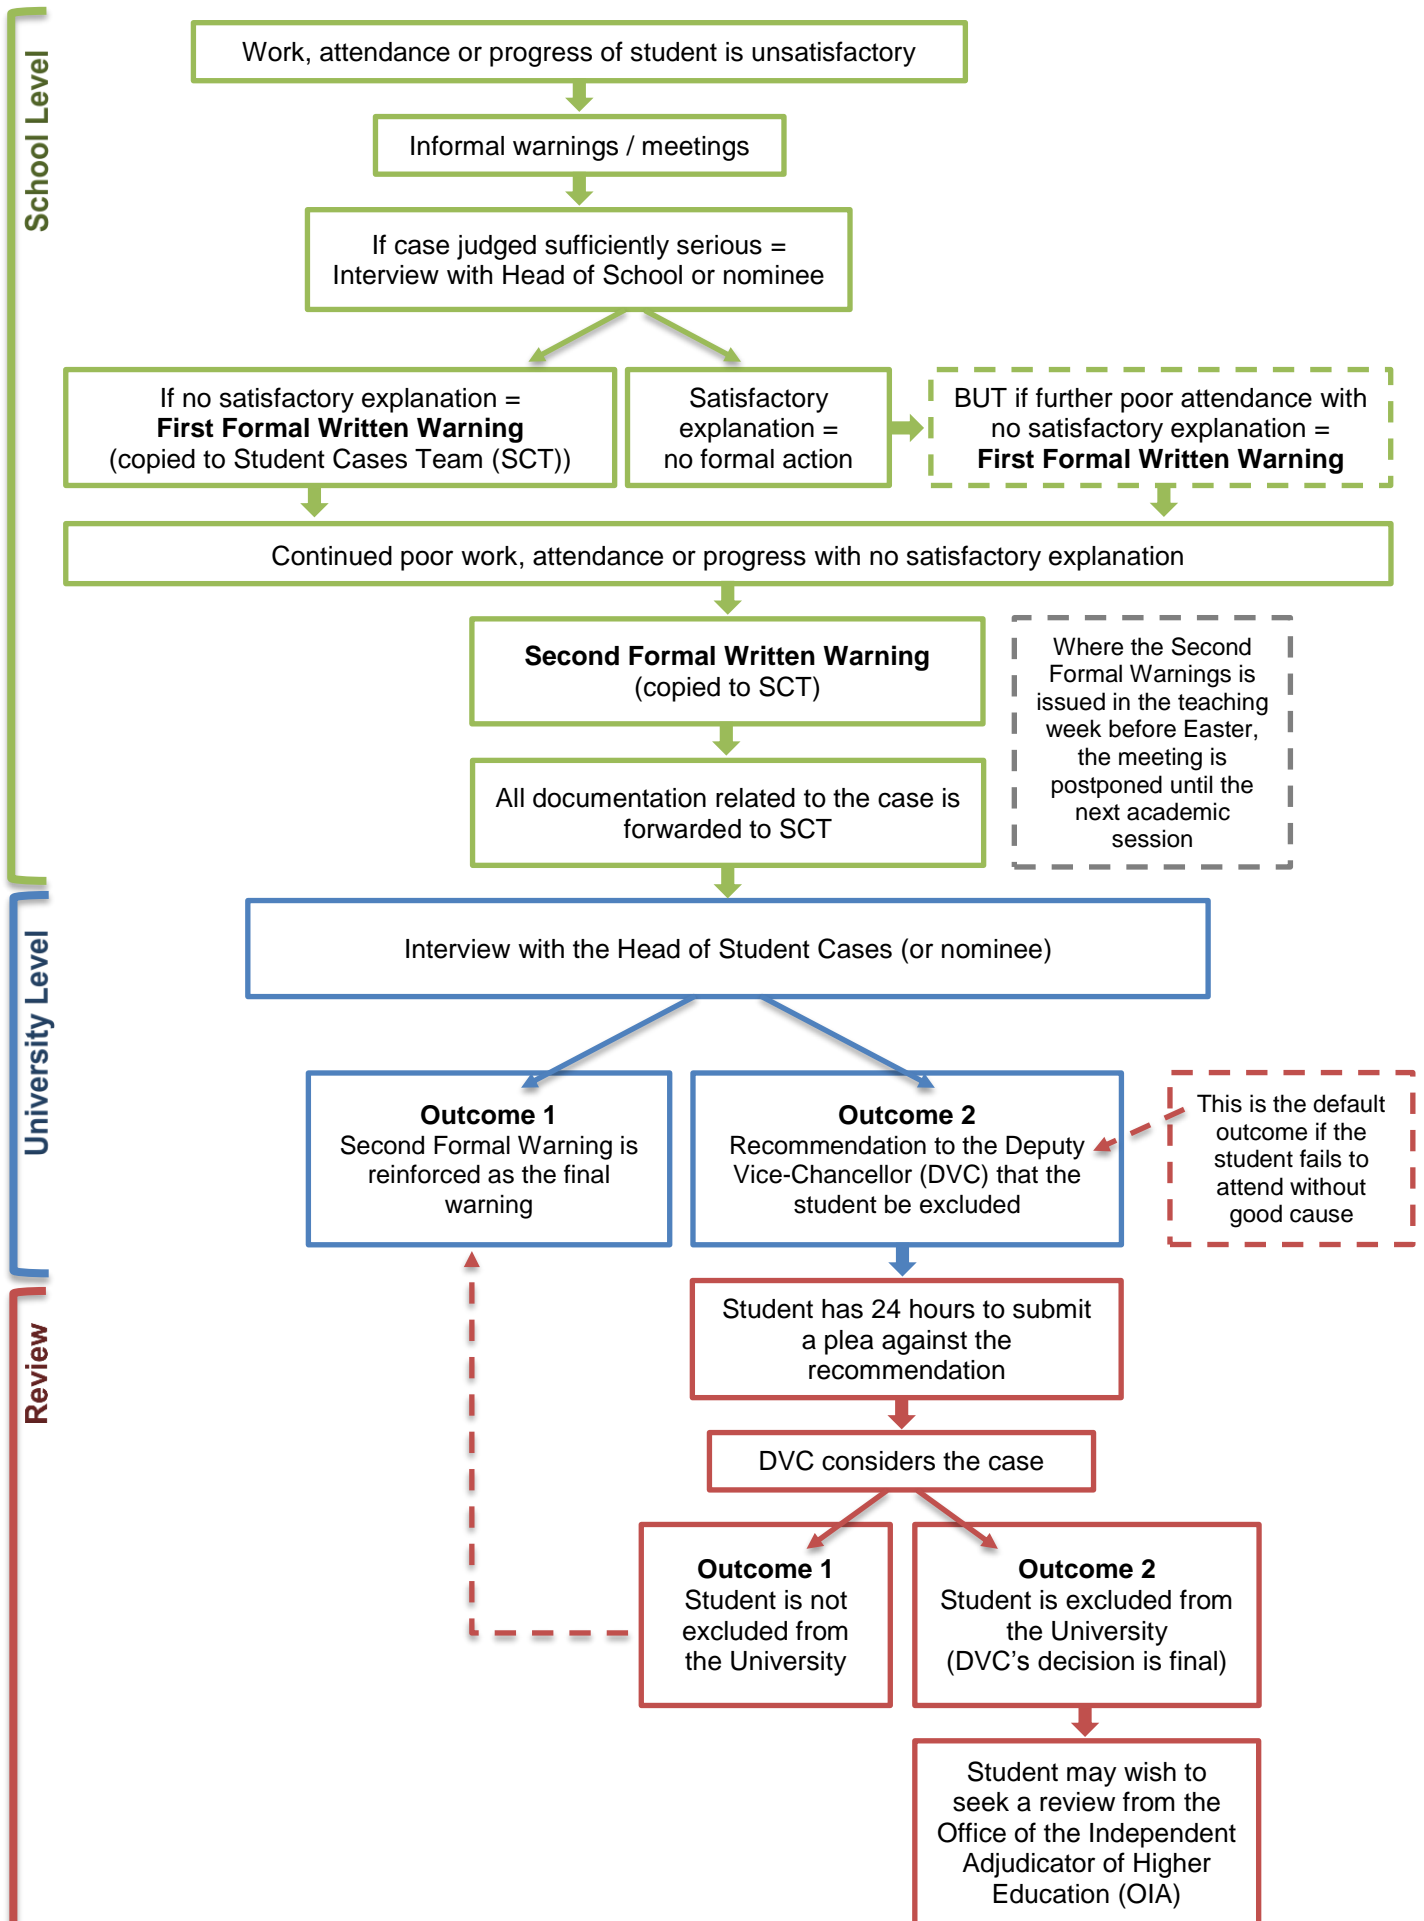 School Level
Work, attendance or progress of student is unsatisfactory
Informal warnings / meetings
If case judged sufficiently serious =
Interview with Head of School or nominee
If no satisfactory explanation =
First Formal Written Warning
(copied to Student Cases Team (SCT))
Satisfactory
explanation =
no formal action
BUT if further poor attendance with
no satisfactory explanation =
First Formal Written Warning
Continued poor work, attendance or progress with no satisfactory explanation
Second Formal Written Warning
(copied to SCT)
Where the Second
Formal Warnings is
issued in the teaching
week before Easter,
the meeting is
postponed until the
next academic
session
All documentation related to the case is
forwarded to SCT
University Level
Interview with the Head of Student Cases (or nominee)
Outcome 1
Second Formal Warning is
reinforced as the final
warning
Outcome 2
Recommendation to the Deputy
Vice-Chancellor (DVC) that the
student be excluded
This is the default
outcome if the
student fails to
attend without
good cause
Review
Student has 24 hours to submit
a plea against the
recommendation
DVC considers the case
Outcome 1
Student is not
excluded from
the University
Outcome 2
Student is excluded from
the University
(DVC's decision is final)
Student may wish to
seek a review from the
Office of the Independent
Adjudicator of Higher
Education (OIA)